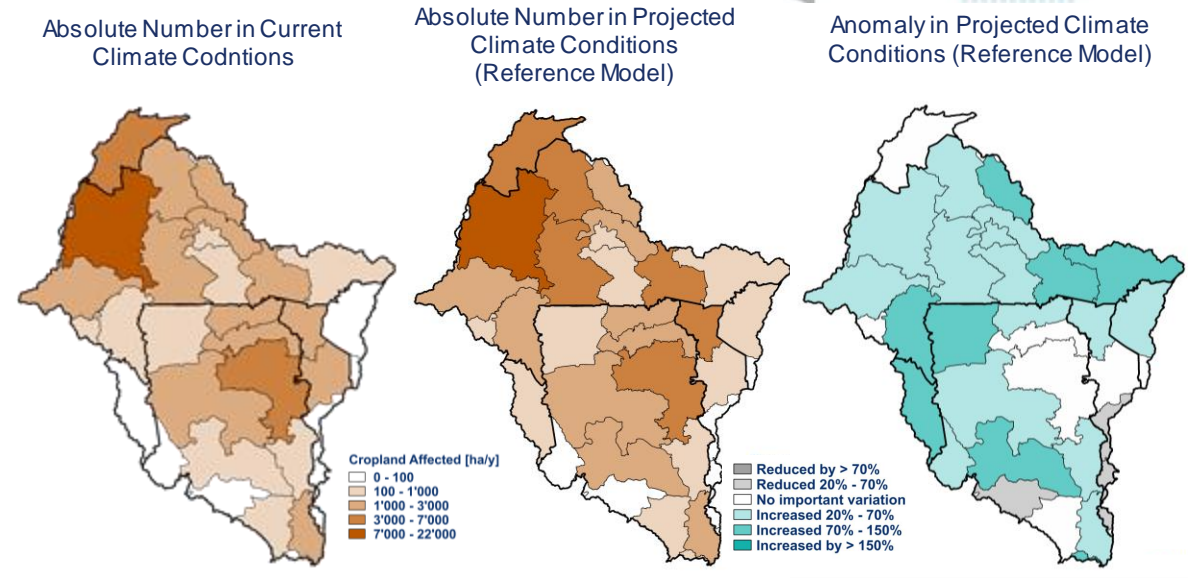 Absolute Number in Current
Climate Codntions
Absolute Number in Projected
Climate Conditions
(Reference Model)
Anomaly in Projected Climate
Conditions (Reference Model)
Cropland Affected [ha/y]
0 - 100
100 - 1'000
1'000 - 3'000
3'000 - 7'000
7'000 - 22'000
Reduced by > 70%
Reduced 20% - 70%
No important variation
Increased 20% - 70%
Increased 70% - 150%
Increased by > 150%